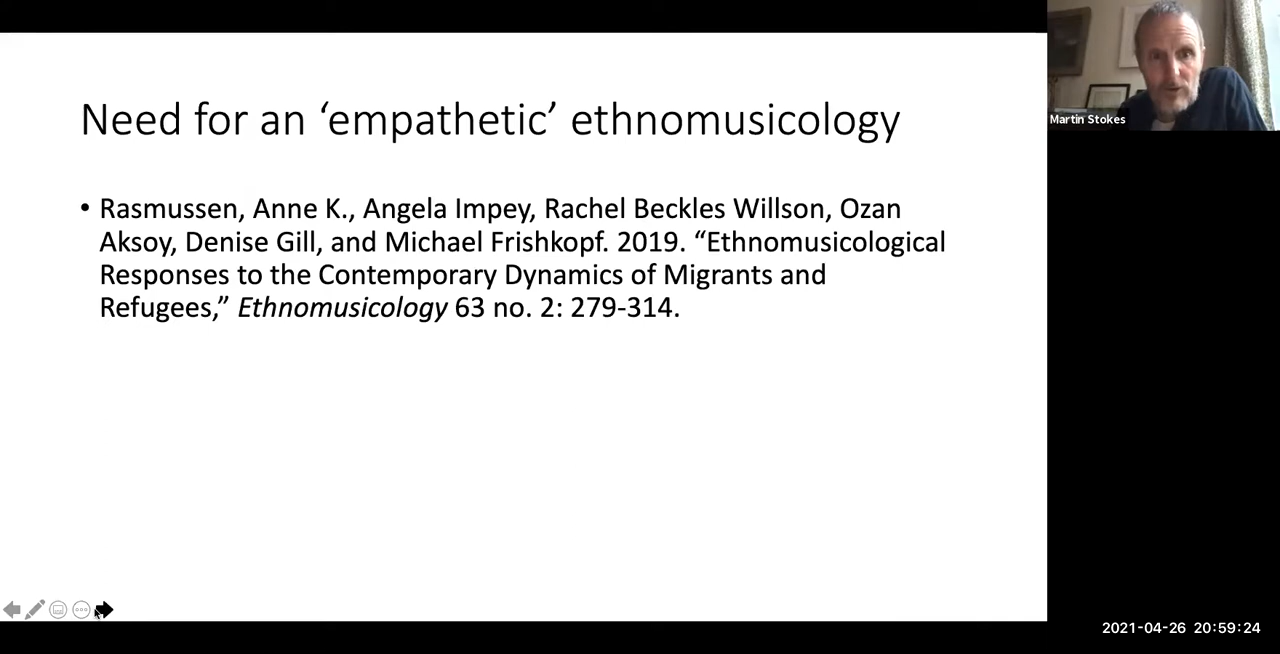 Need for an ‘empathetic’ ethnomusicology
• Rasmussen, Anne K., Angela Impey, Rachel Beckles Willson, Ozan
Aksoy, Denise Gill, and Michael Frishkopf. 2019. “Ethnomusicological
Responses to the Contemporary Dynamics of Migrants and
Refugees,” Ethnomusicology 63 no. 2: 279-314.
Martin Stokes
2021-04-26 20:59:24